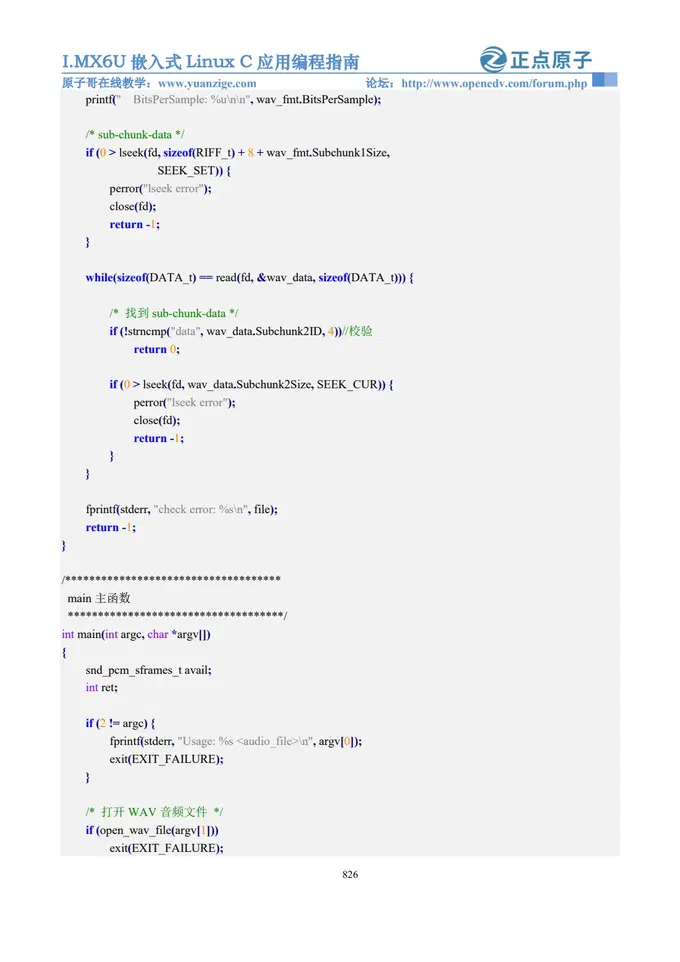 I.MX6U 嵌入式 Linux C 应用编程指南
正点原子
原子哥在线教学：www.yuanzige.com 论坛：http://www.openedv.com/forum.php
printf("    BitsPerSample: %u\n\n", wav_fmt.BitsPerSample);
/* sub-chunk-data */
if (0 > lseek(fd, sizeof(RIFF_t) + 8 + wav_fmt.Subchunk1Size,
SEEK_SET)) {
perror("lseek error");
close(fd);
return -1;
}
while(sizeof(DATA_t) == read(fd, &wav_data, sizeof(DATA_t))) {
/* 找到 sub-chunk-data */
if (!strncmp("data", wav_data.Subchunk2ID, 4))//校验
return 0;
if (0 > lseek(fd, wav_data.Subchunk2Size, SEEK_CUR)) {
perror("lseek error");
close(fd);
return -1;
}
}
fprintf(stderr, "check error: %s\n", file);
return -1;
}
/************************************
main 主函数
************************************/
int main(int argc, char *argv[])
{
snd_pcm_sframes_t avail;
int ret;
if (2 != argc) {
fprintf(stderr, "Usage: %s <audio_file>\n", argv[0]);
exit(EXIT_FAILURE);
}
/* 打开 WAV 音频文件 */
if (open_wav_file(argv[1]))
exit(EXIT_FAILURE);
826